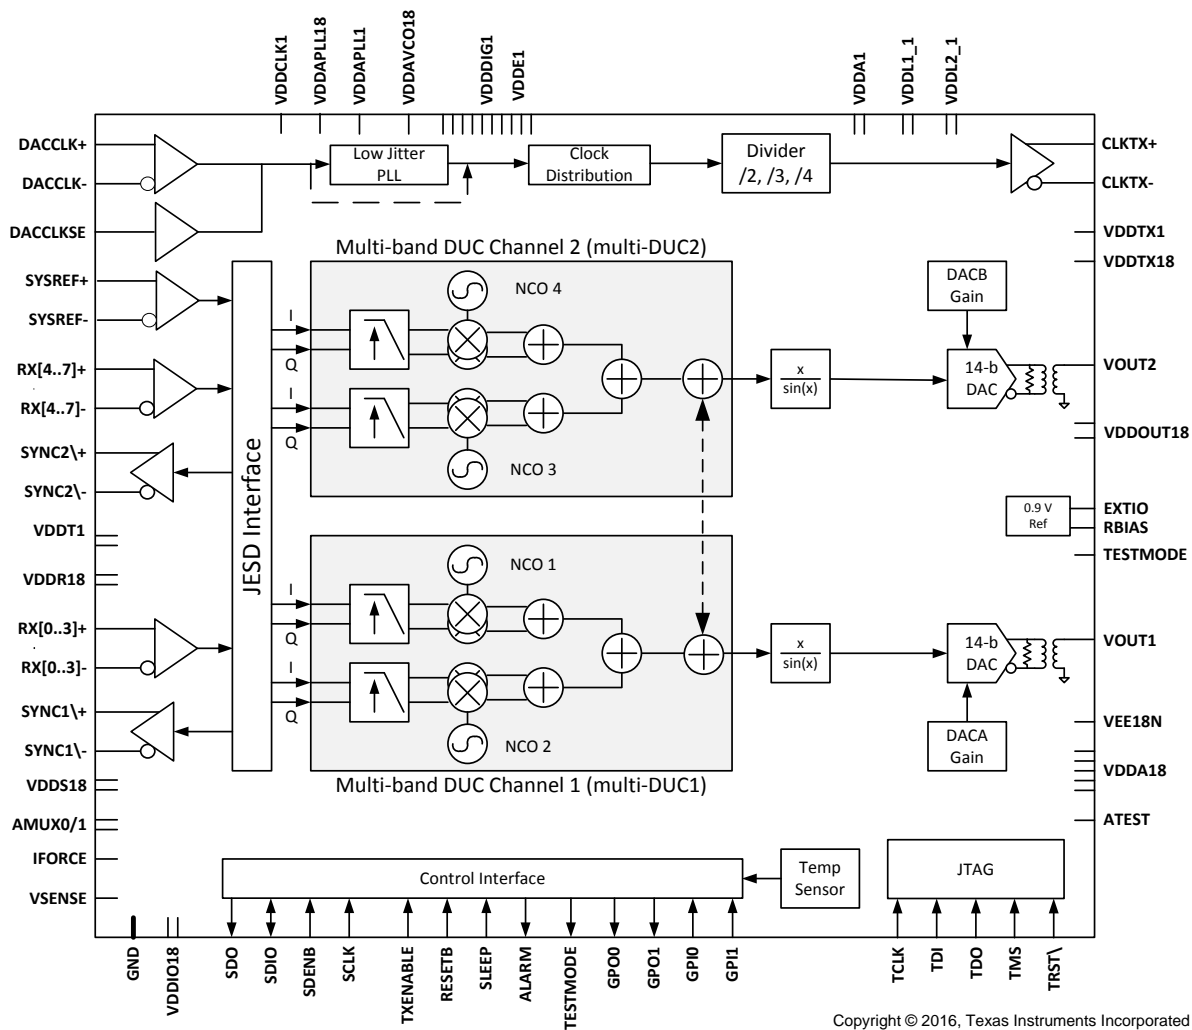 VDDCLK1
VDDAPLL18
VDDAPLL1
VDDAVCO18
VDDDIG1
VDDE1
VDDA1
VDDL1_1
VDDL2_1
DACCLK+
DACCLK-
DACCLKSE
SYSREF+
SYSREF-
RX[4..7]+
RX[4..7]-
SYNC2\+
SYNC2\-
VDDT1
VDDR18
RX[0..3]+
RX[0..3]-
SYNC1\+
SYNC1\-
VDDS18
AMUX0/1
IFORCE
VSENSE
Low Jitter
PLL
Clock
Distribution
Divider
/2, /3, /4
JESD Interface
Multi-band DUC Channel 2 (multi-DUC2)
NCO 4
I
Q
I
Q
NCO 3
x
sin(x)
DACB
Gain
14-b
DAC
0.9 V
Ref
NCO 1
I
Q
I
Q
NCO 2
Multi-band DUC Channel 1 (multi-DUC1)
x
sin(x)
14-b
DAC
DACA
Gain
Control Interface
Temp
Sensor
JTAG
CLKTX+
CLKTX-
VDDTX1
VDDTX18
VOUT2
VDDOUT18
EXTIO
RBIAS
TESTMODE
VOUT1
VEE18N
VDDA18
ATEST
GND
VDDIO18
SDO
SDIO
SDENB
SCLK
TXENABLE
RESETB
SLEEP
ALARM
TESTMODE
GPO0
GPO1
GPI0
GPI1
TCLK
TDI
TDO
TMS
TRST\
Copyright © 2016, Texas Instruments Incorporated